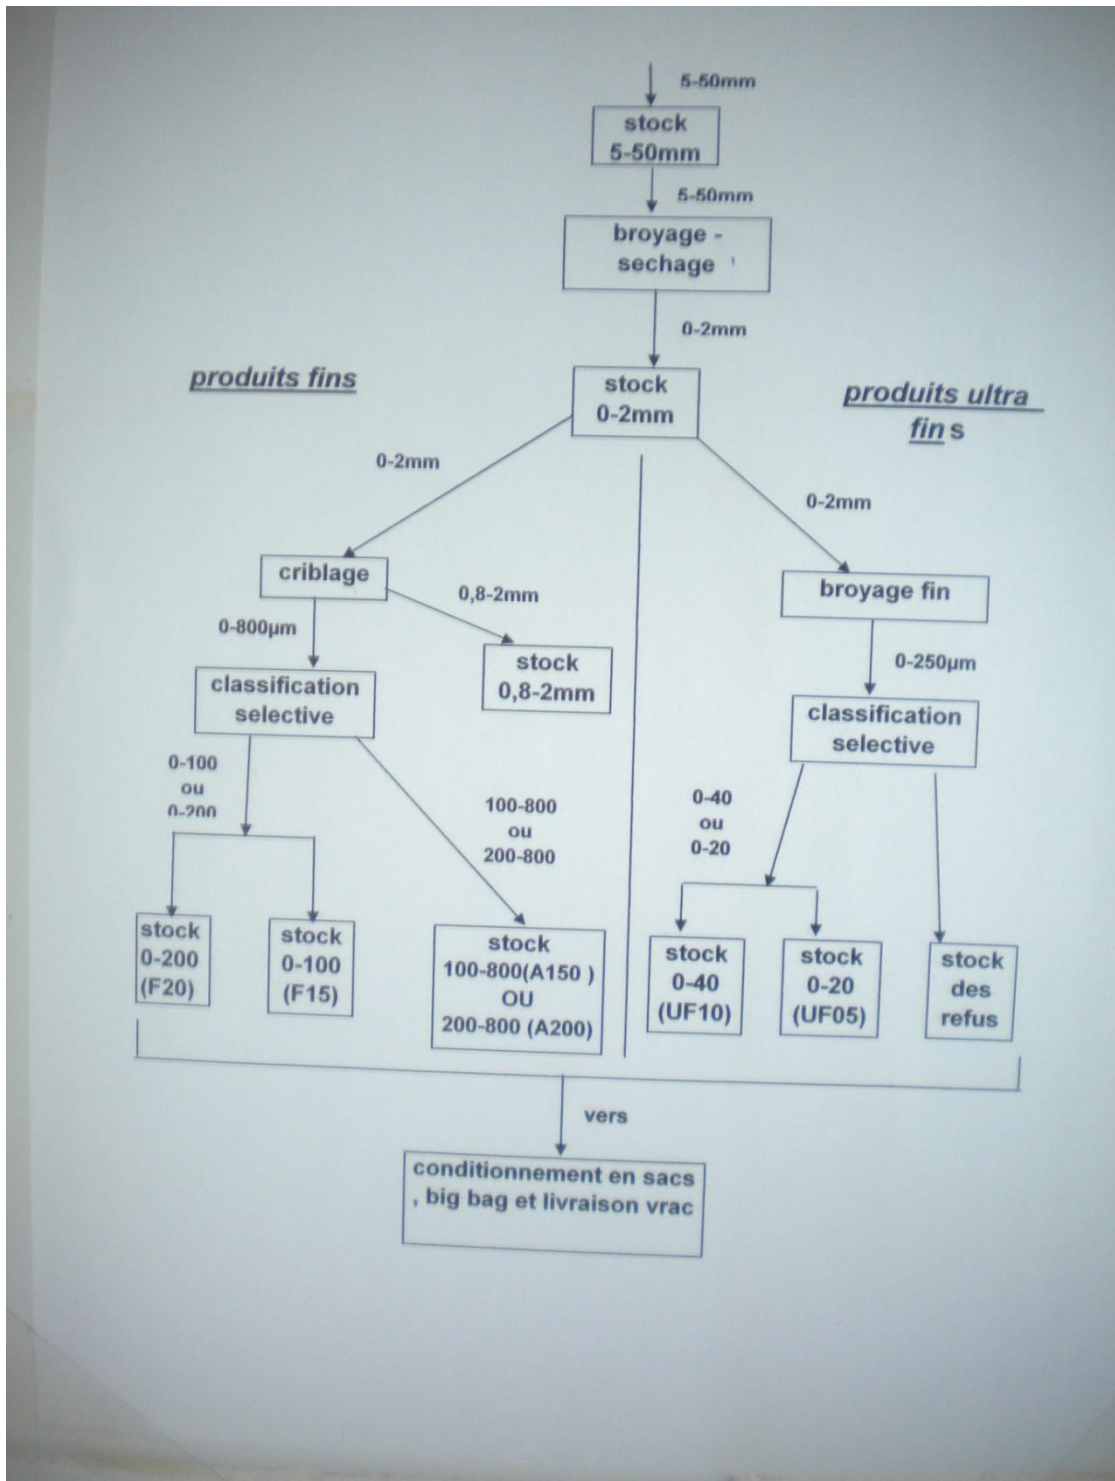 5-50mm
stock
5-50mm
5-50mm
broyage -
sechage
0-2mm
stock
0-2mm
produits fins
produits ultra
fin s
0-2mm
0-2mm
criblage
0,8-2mm
broyage fin
0-800µm
stock
0,8-2mm
0-250µm
classification
selective
classification
selective
0-100
ou
0-200
100-800
ou
200-800
0-40
ou
0-20
stock
0-200
(F20)
stock
0-100
(F15)
stock
100-800(A150 )
OU
200-800 (A200)
stock
0-40
(UF10)
stock
0-20
(UF05)
stock
des
refus
vers
conditionnement en sacs
, big bag et livraison vrac